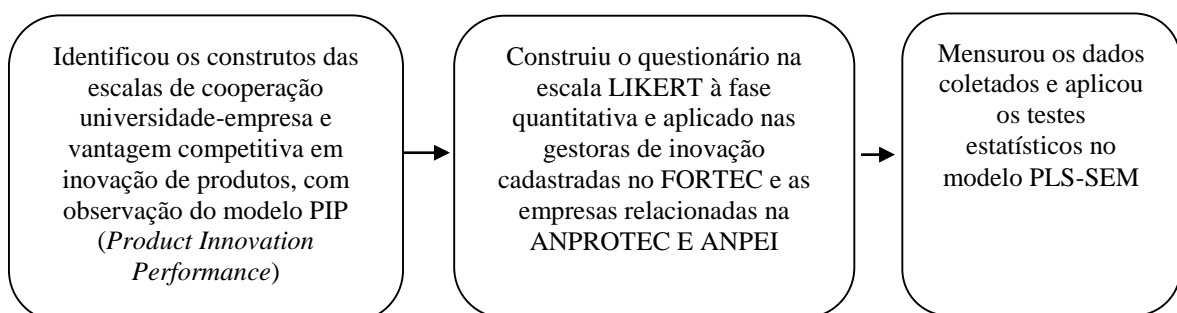 Identificou os construtos das
escalas de cooperação
universidade-empresa e
vantagem competitiva em
inovação de produtos, com
observação do modelo PIP
(Product Innovation
Performance)
Construiu o questionário na
escala LIKERT à fase
quantitativa e aplicado nas
gestoras de inovação
cadastradas no FORTEC e as
empresas relacionadas na
ANPROTEC E ANPEI
Mensurou os dados
coletados e aplicou
os testes
estatísticos no
modelo PLS-SEM